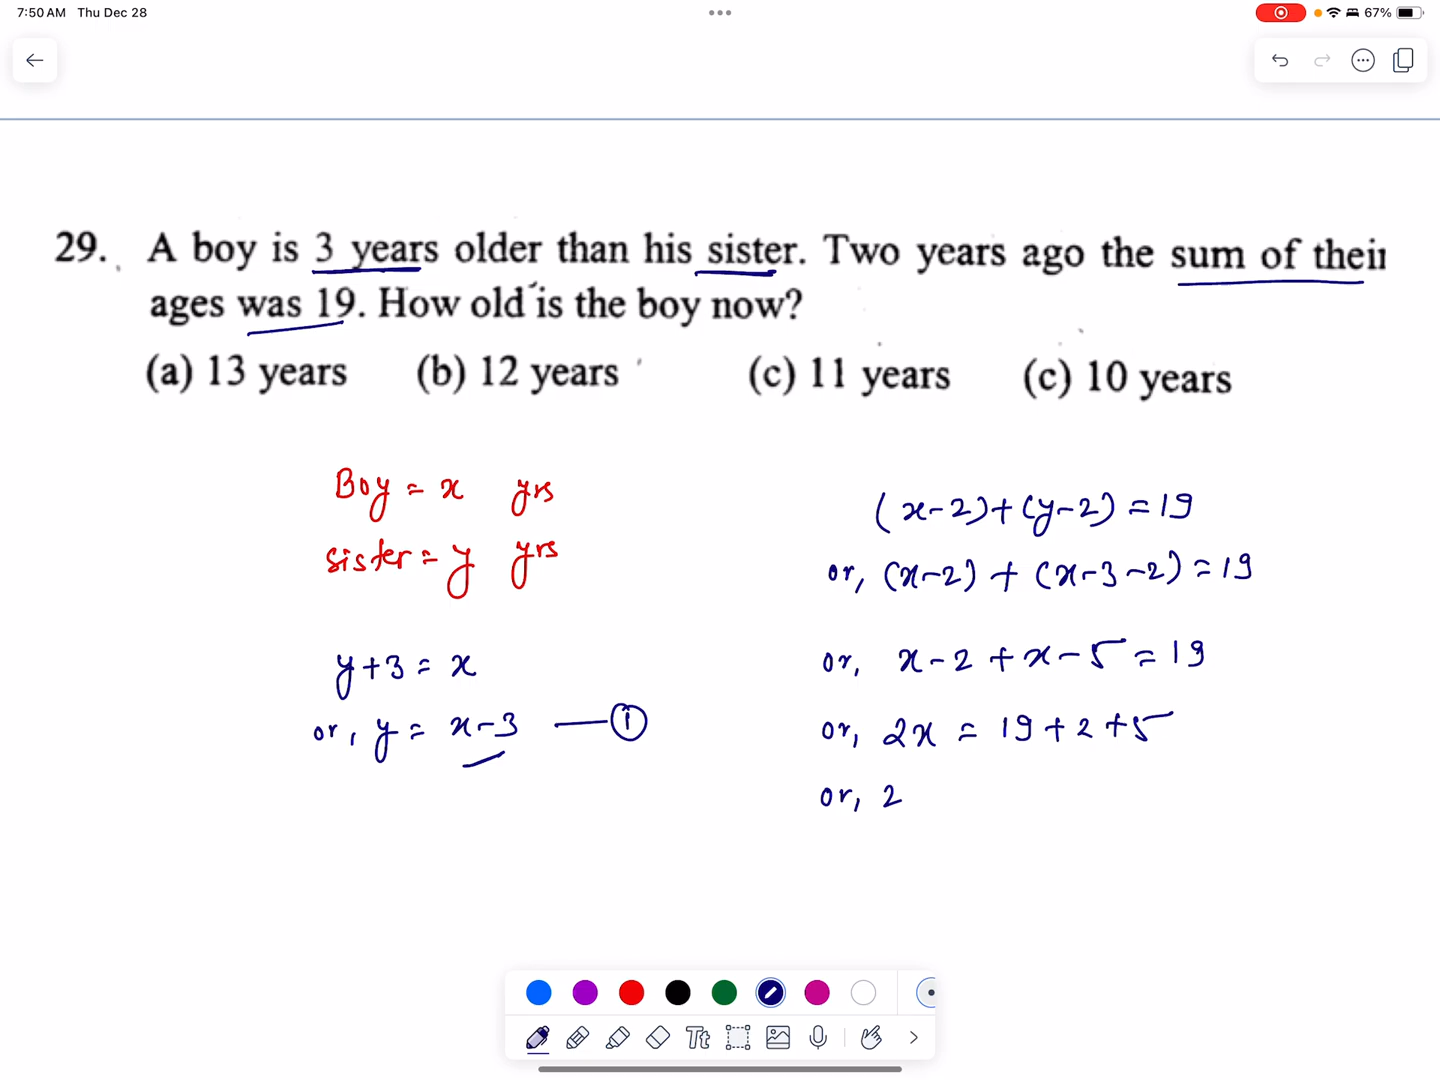 7:50 AM Thu Dec 28
67%
29. A boy is 3 years older than his sister. Two years ago the sum of their
ages was 19. How old is the boy now?
(a) 13 years (b) 12 years (c) 11 years (c) 10 years
Boy = x yrs
sister = y yrs
y+3 = x
or, y = x-3 —①
(x-2)+(y-2) = 19
or, (x-2) + (x-3-2) = 19
or, x-2+x-5 = 19
or, 2x = 19+2+5
or, 2
Tt